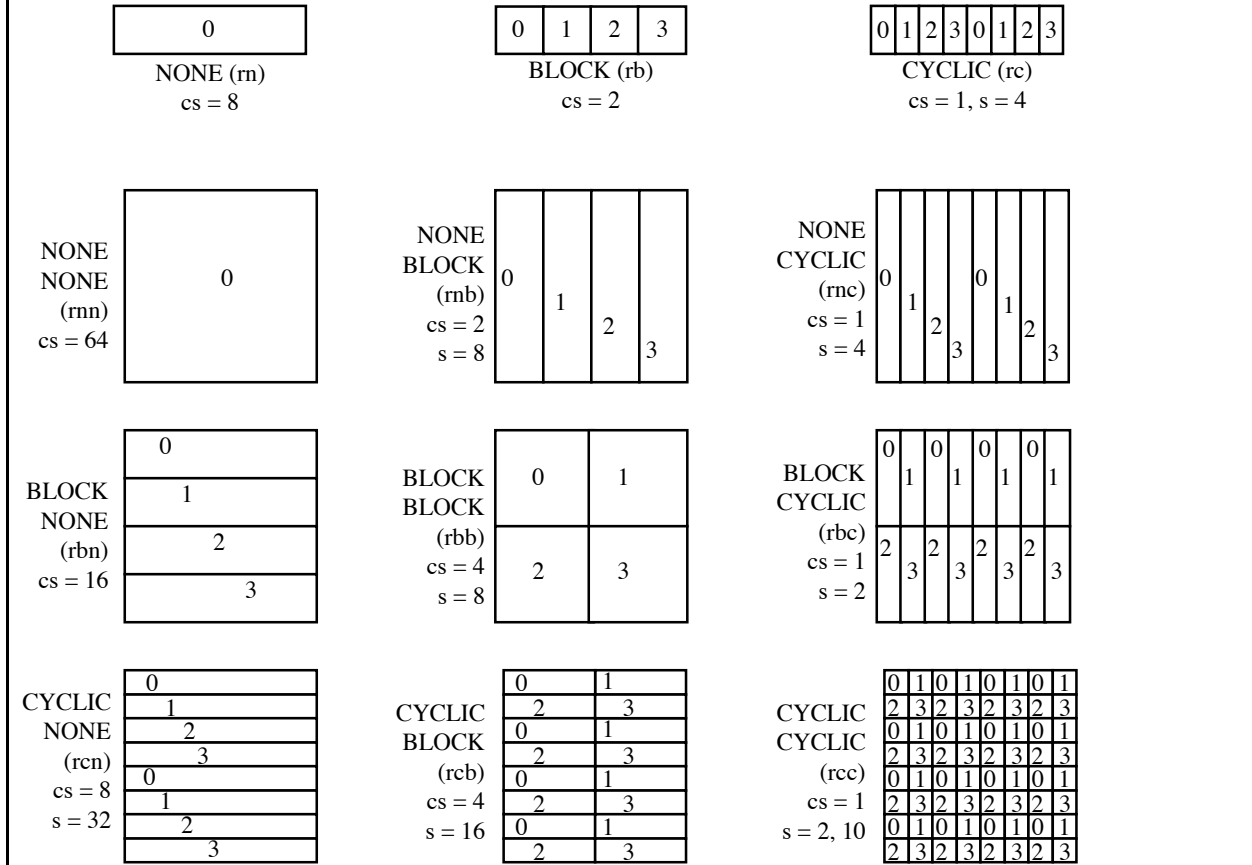 0
NONE (rn)
cs = 8
0 1 2 3
BLOCK (rb)
cs = 2
0 1 2 3 0 1 2 3
CYCLIC (rc)
cs = 1, s = 4
NONE
NONE
(rnn)
cs = 64
0
NONE
BLOCK
(rnb)
cs = 2
s = 8
0
1
2
3
NONE
CYCLIC
(rnc)
cs = 1
s = 4
0 0
1 1
2 2
3 3
BLOCK
NONE
(rbn)
cs = 16
0
1
2
3
BLOCK
BLOCK
(rbb)
cs = 4
s = 8
0 1
2 3
BLOCK
CYCLIC
(rbc)
cs = 1
s = 2
0 0 0 0
1 1 1 1
2 2 2 2
3 3 3 3
CYCLIC
NONE
(rcn)
cs = 8
s = 32
0
1
2
3
0
1
2
3
CYCLIC
BLOCK
(rcb)
cs = 4
s = 16
0 1
2 3
0 1
2 3
0 1
2 3
0 1
2 3
CYCLIC
CYCLIC
(rcc)
cs = 1
s = 2, 10
0 1 0 1 0 1 0 1
2 3 2 3 2 3 2 3
0 1 0 1 0 1 0 1
2 3 2 3 2 3 2 3
0 1 0 1 0 1 0 1
2 3 2 3 2 3 2 3
0 1 0 1 0 1 0 1
2 3 2 3 2 3 2 3